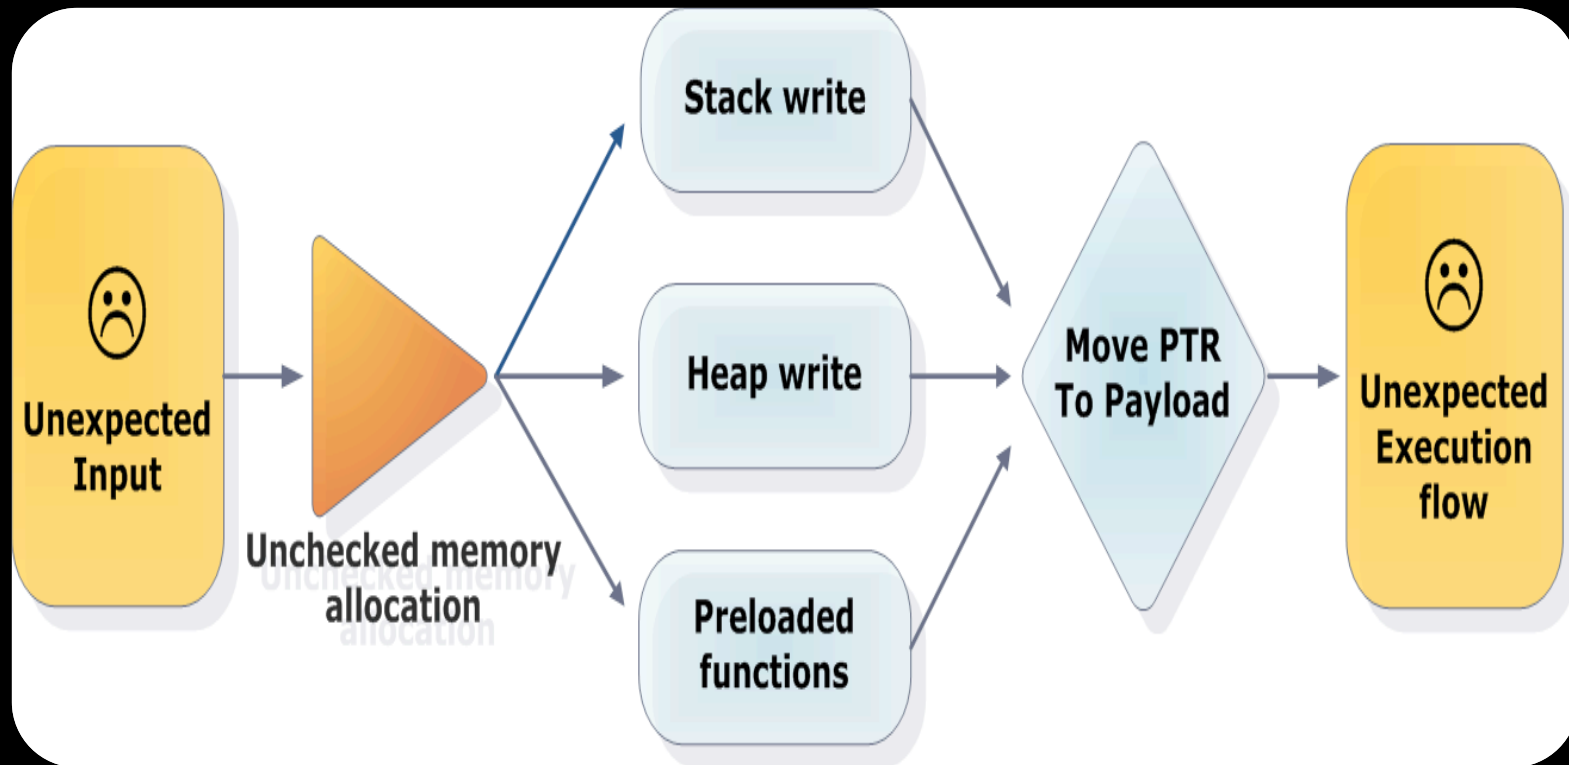 Unexpected
Input
Unchecked memory
allocation
Stack write
Heap write
Preloaded
functions
Move PTR
To Payload
Unexpected
Execution
flow